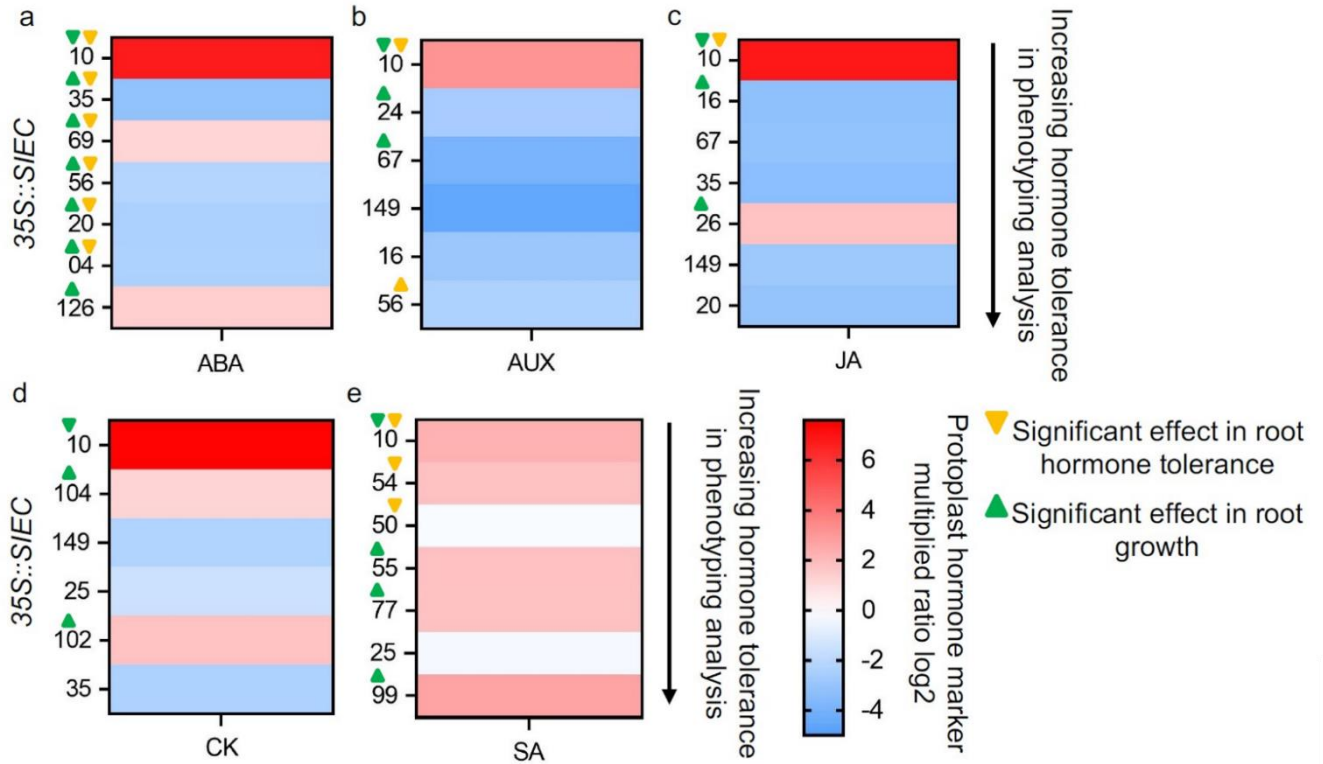 a
35S::SIEC
10
35
69
56
20
04
126
ABA
b
10
24
67
149
16
56
AUX
c
10
16
67
35
26
149
20
JA
Increasing hormone tolerance
in phenotyping analysis
d
35S::SIEC
10
104
149
25
102
35
CK
e
10
54
50
55
77
25
99
SA
Increasing hormone tolerance
in phenotyping analysis
6
4
2
0
-2
-4
Protoplast hormone marker
multiplied ratio log2
Significant effect in root
hormone tolerance
Significant effect in root
growth